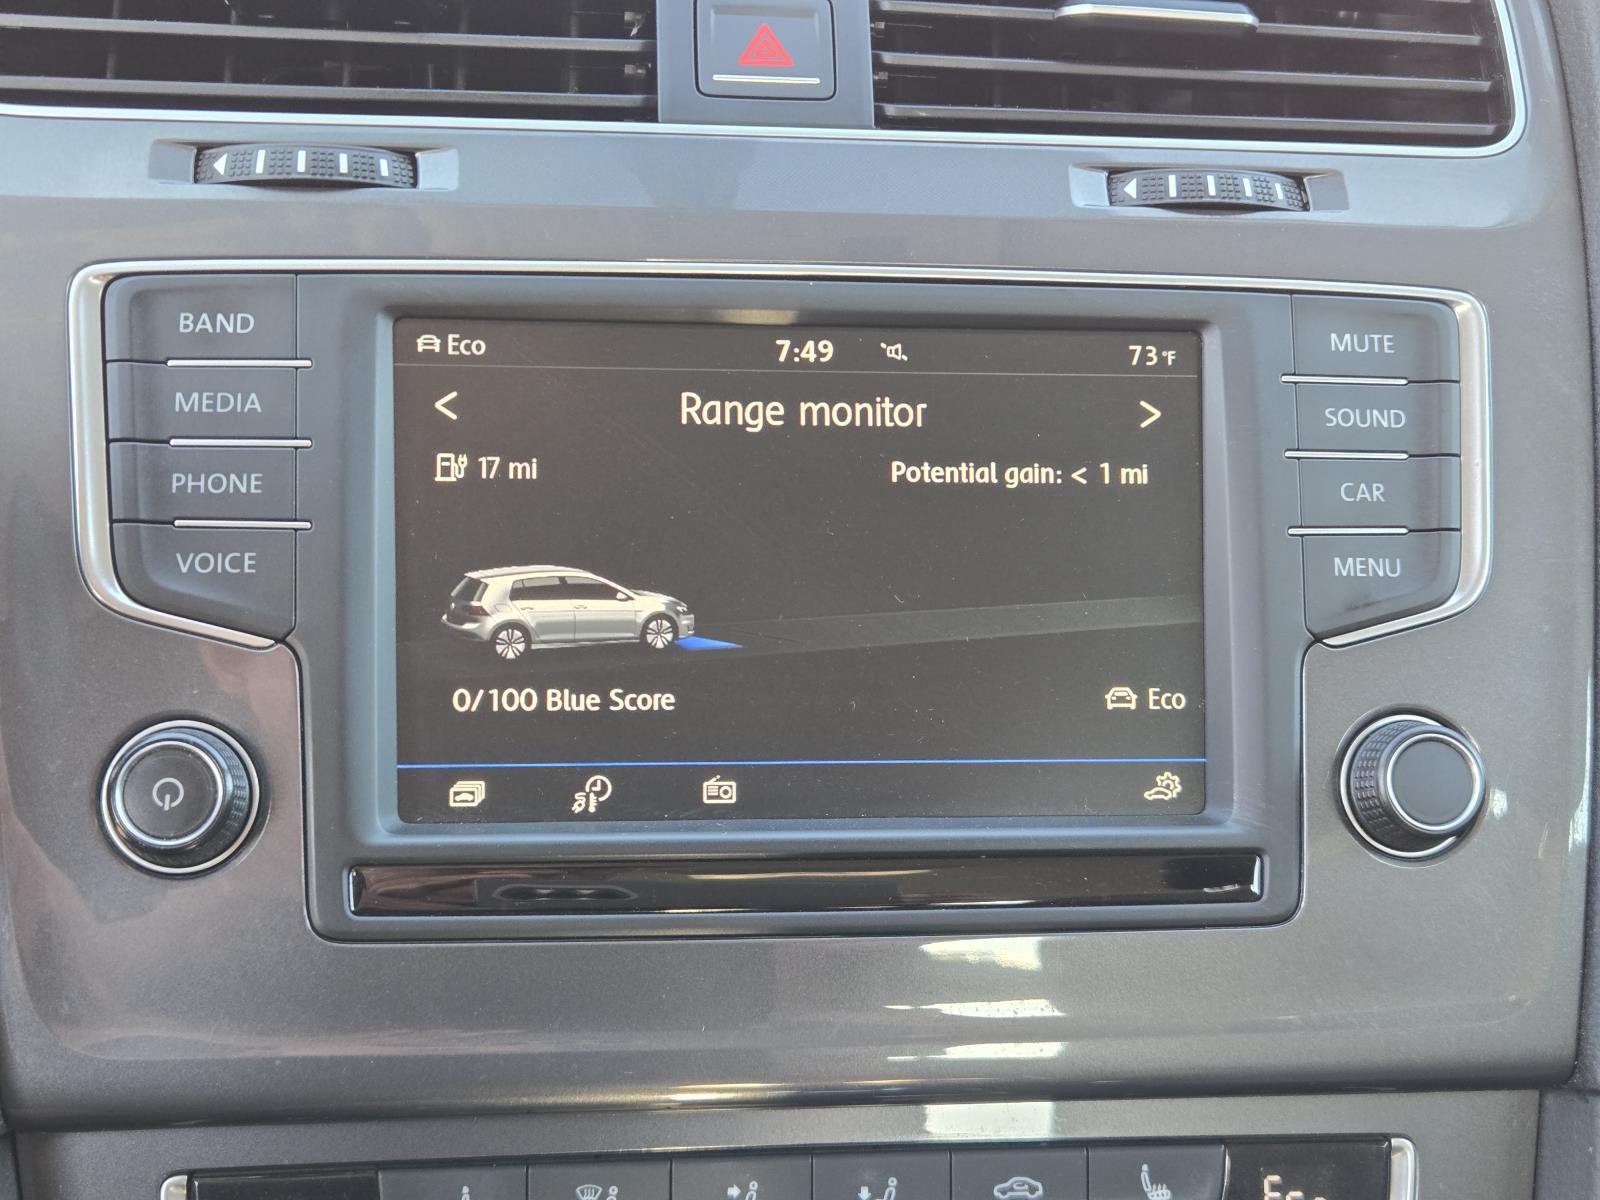 BAND
MEDIA
PHONE
VOICE
Eco
7:49
73°F
Range monitor
17 mi
Potential gain: < 1 mi
0/100 Blue Score
Eco
MUTE
SOUND
CAR
MENU